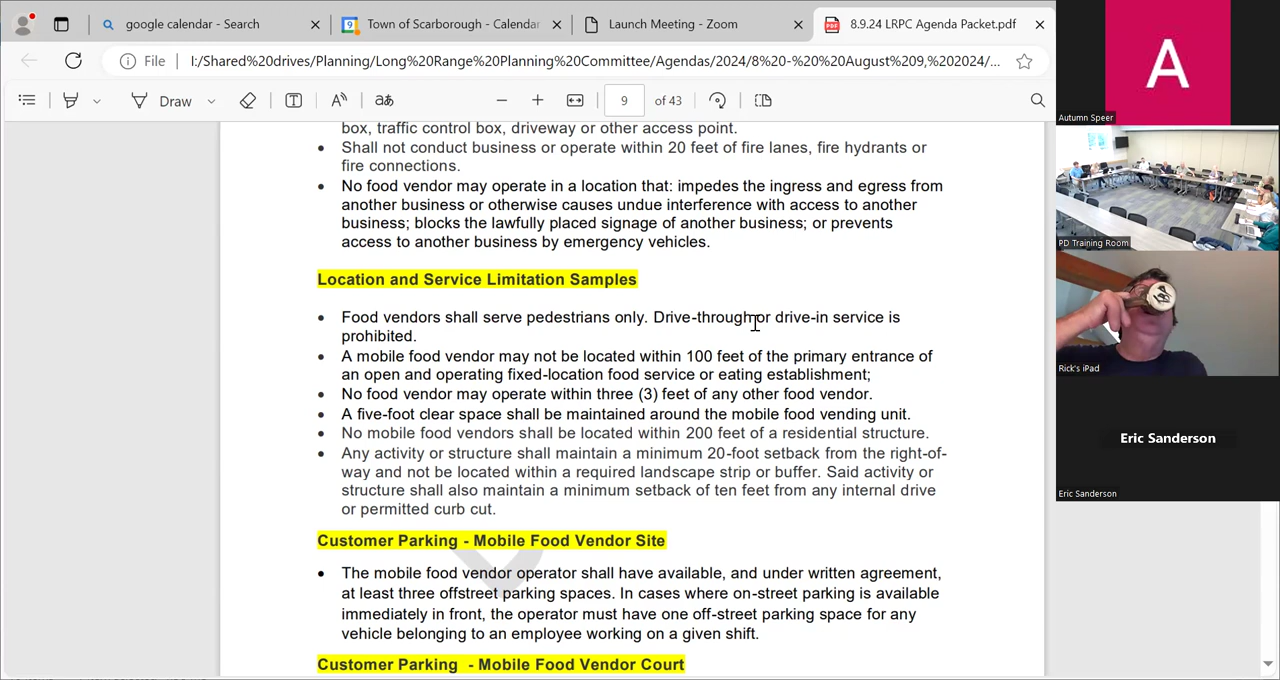 google calendar - Search
Town of Scarborough - Calendar
Launch Meeting - Zoom
8.9.24 LRPC Agenda Packet.pdf
File
I:/Shared%20drives/Planning/Long%20Range%20Planning%20Committee/Agendas/2024/8%20-%20%20August%209,%202024/...
Draw
9 of 43
box, traffic control box, driveway or other access point.
• Shall not conduct business or operate within 20 feet of fire lanes, fire hydrants or
fire connections.
• No food vendor may operate in a location that: impedes the ingress and egress from
another business or otherwise causes undue interference with access to another
business; blocks the lawfully placed signage of another business; or prevents
access to another business by emergency vehicles.
Location and Service Limitation Samples
• Food vendors shall serve pedestrians only. Drive-through or drive-in service is
prohibited.
• A mobile food vendor may not be located within 100 feet of the primary entrance of
an open and operating fixed-location food service or eating establishment;
• No food vendor may operate within three (3) feet of any other food vendor.
• A five-foot clear space shall be maintained around the mobile food vending unit.
• No mobile food vendors shall be located within 200 feet of a residential structure.
• Any activity or structure shall maintain a minimum 20-foot setback from the right-of-
way and not be located within a required landscape strip or buffer. Said activity or
structure shall also maintain a minimum setback of ten feet from any internal drive
or permitted curb cut.
Customer Parking - Mobile Food Vendor Site
• The mobile food vendor operator shall have available, and under written agreement,
at least three offstreet parking spaces. In cases where on-street parking is available
immediately in front, the operator must have one off-street parking space for any
vehicle belonging to an employee working on a given shift.
Customer Parking - Mobile Food Vendor Court
A
Autumn Speer
PD Training Room
Rick's iPad
Eric Sanderson
Eric Sanderson